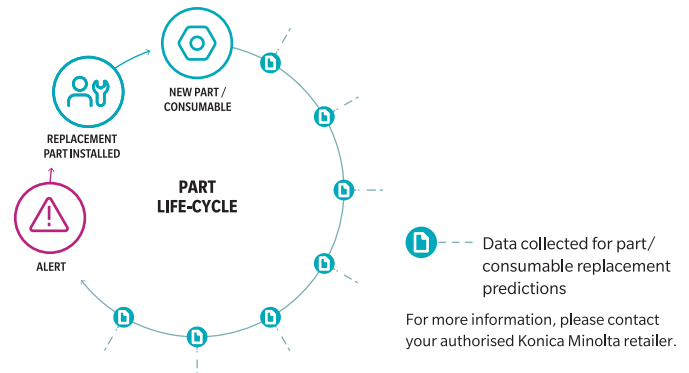 NEW PART /
CONSUMABLE
REPLACEMENT
PART INSTALLED
PART
LIFE-CYCLE
ALERT
Data collected for part/
consumable replacement
predictions
For more information, please contact
your authorised Konica Minolta retailer.